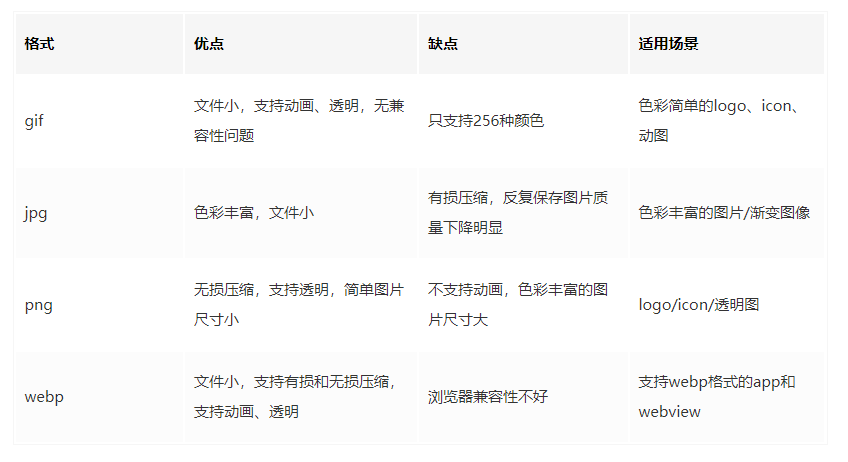 格式 优点 缺点 适用场景
gif
文件小，支持动画、透明，无兼
容性问题
只支持256种颜色
色彩简单的logo、icon、
动图
jpg
色彩丰富，文件小
有损压缩，反复保存图片质
量下降明显
色彩丰富的图片/渐变图像
png
无损压缩，支持透明，简单图片
尺寸小
不支持动画，色彩丰富的图
片尺寸大
logo/icon/透明图
webp
文件小，支持有损和无损压缩，
支持动画、透明
浏览器兼容性不好
支持webp格式的app和
webview